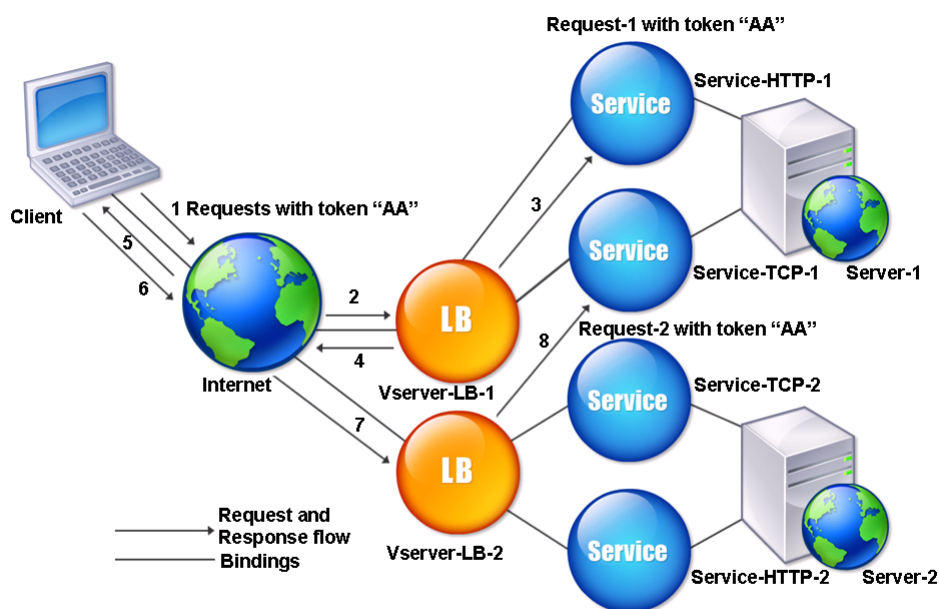 Request-1 with token “AA”
Service
Service-HTTP-1
Client
1 Requests with token “AA”
3
5
6
Service
Service-TCP-1
Server-1
2
LB
8
Request-2 with token “AA”
4
Internet
Vserver-LB-1
Service-TCP-2
Service
7
LB
Request and
Response flow
Bindings
Vserver-LB-2
Service
Service-HTTP-2
Server-2